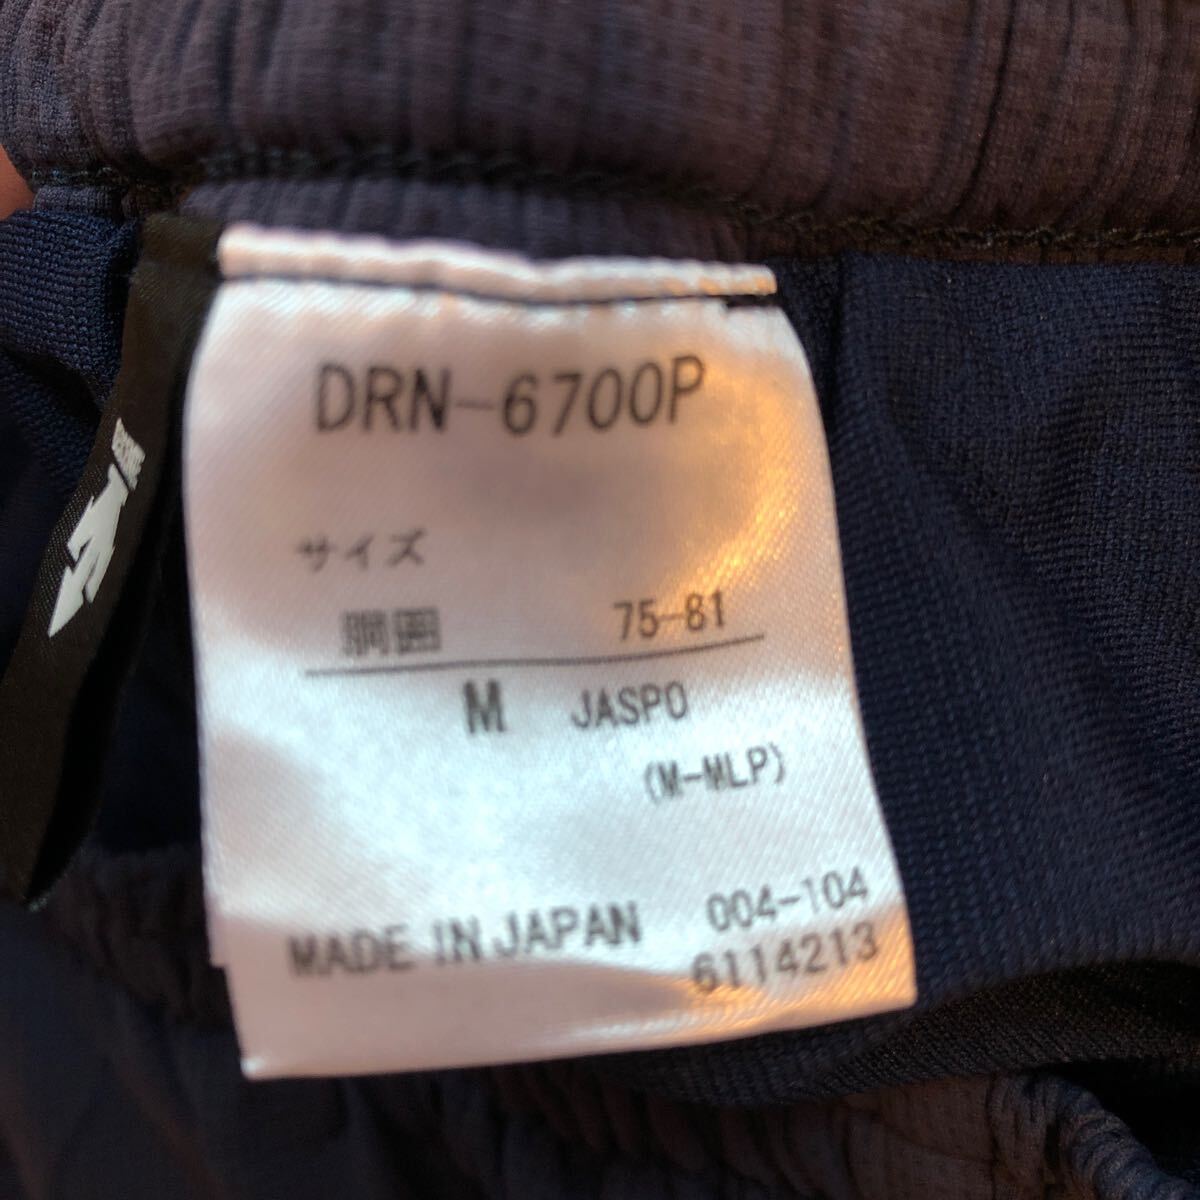 DRN-6700P
サイズ
胴囲 75-81
M JASPO
(M-MLP)
MADE IN JAPAN 004-104
6114213